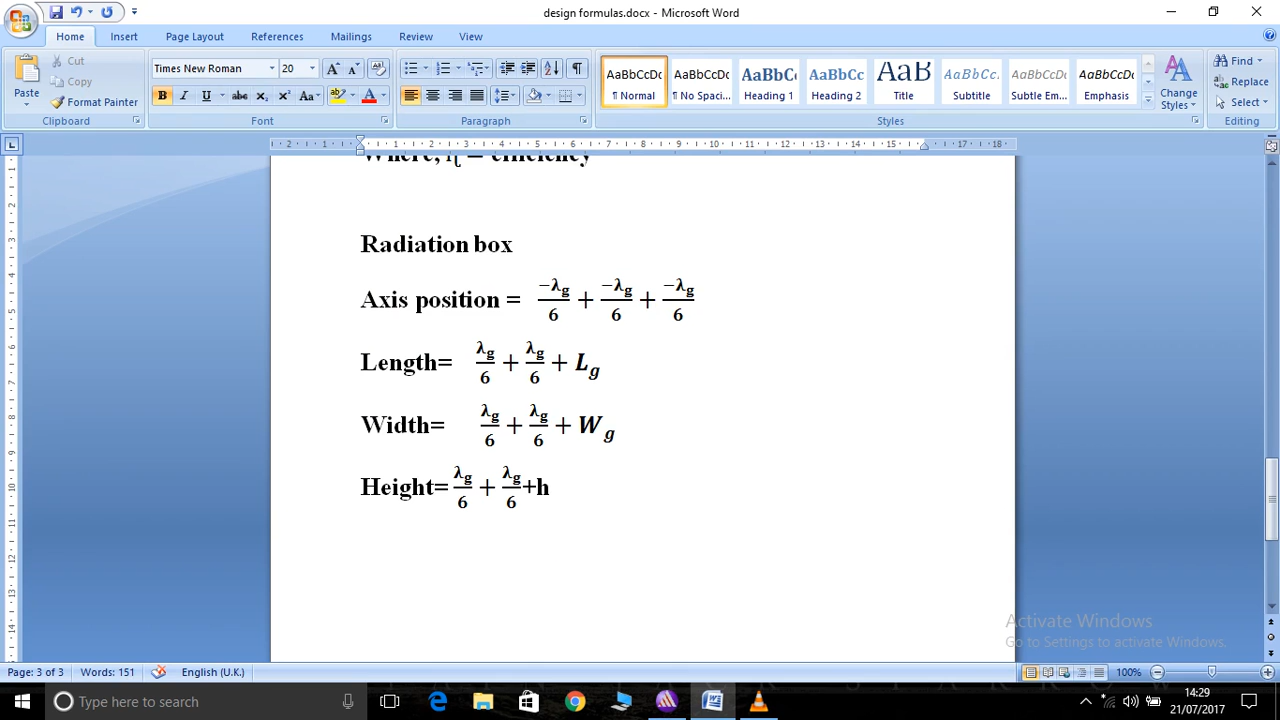 design formulas.docx - Microsoft Word
Home Insert Page Layout References Mailings Review View
Paste
Cut
Copy
Format Painter
Clipboard
Times New Roman 20
Font
Paragraph
AaBbCcDc AaBbCcDc AaBbC AaBbCc AaB AaBbCc. AaBbCcDc AaBbCcDc
¶ Normal ¶ No Spaci... Heading 1 Heading 2 Title Subtitle Subtle Em... Emphasis
Styles
Change Styles
Find
Replace
Select
Editing
Where, η = efficiency
Radiation box
Axis position = −λg/6 + −λg/6 + −λg/6
Length= λg/6 + λg/6 + Lg
Width= λg/6 + λg/6 + Wg
Height= λg/6 + λg/6 +h
Activate Windows
Go to Settings to activate Windows.
Page: 3 of 3 Words: 151 English (U.K.) 100%
Type here to search
14:29
21/07/2017